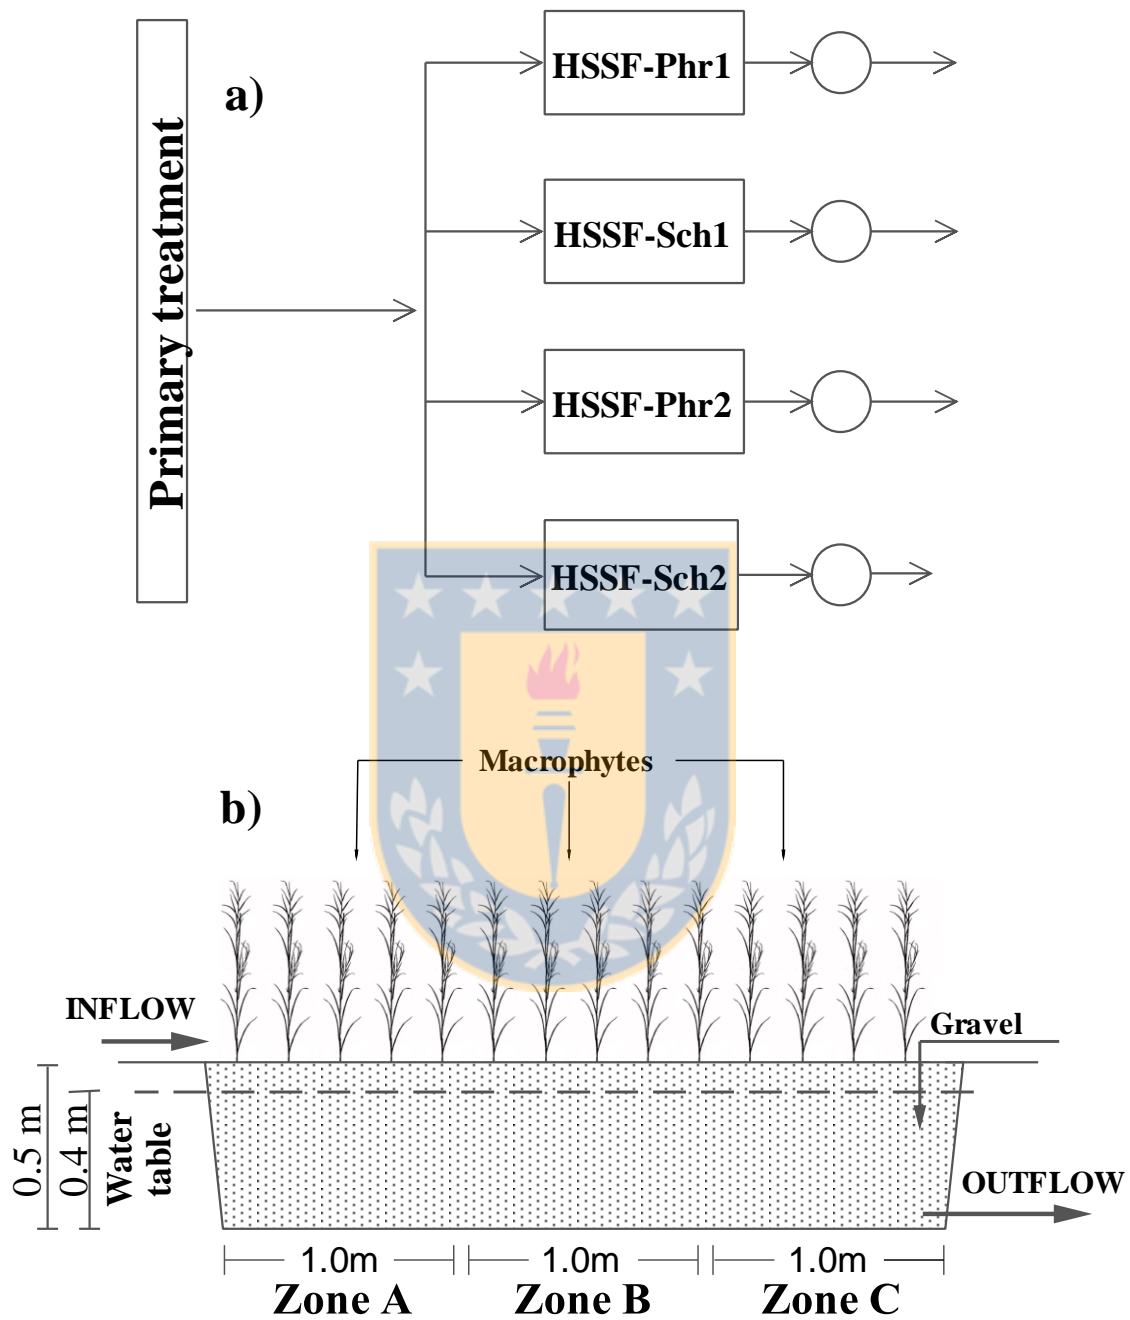 a)
Primary treatment
HSSF-Phr1
HSSF-Sch1
HSSF-Phr2
HSSF-Sch2
b)
Macrophytes
INFLOW
Gravel
0.5 m
0.4 m
Water
table
OUTFLOW
1.0m
1.0m
1.0m
Zone A
Zone B
Zone C